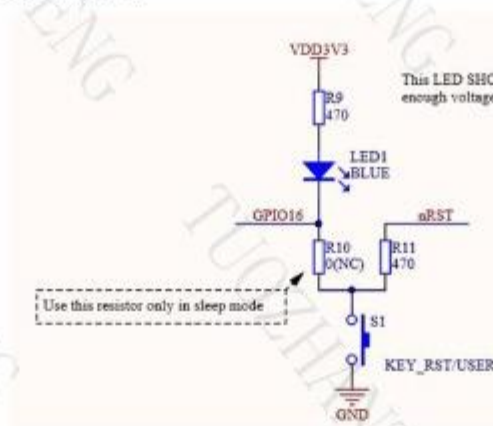 VDD3V3
This LED SHO
enough voltage
R9
470
LED1
BLUE
GPIO16
nRST
R10
0(NC)
R11
470
Use this resistor only in sleep mode
S1
KEY_RST/USER
GND